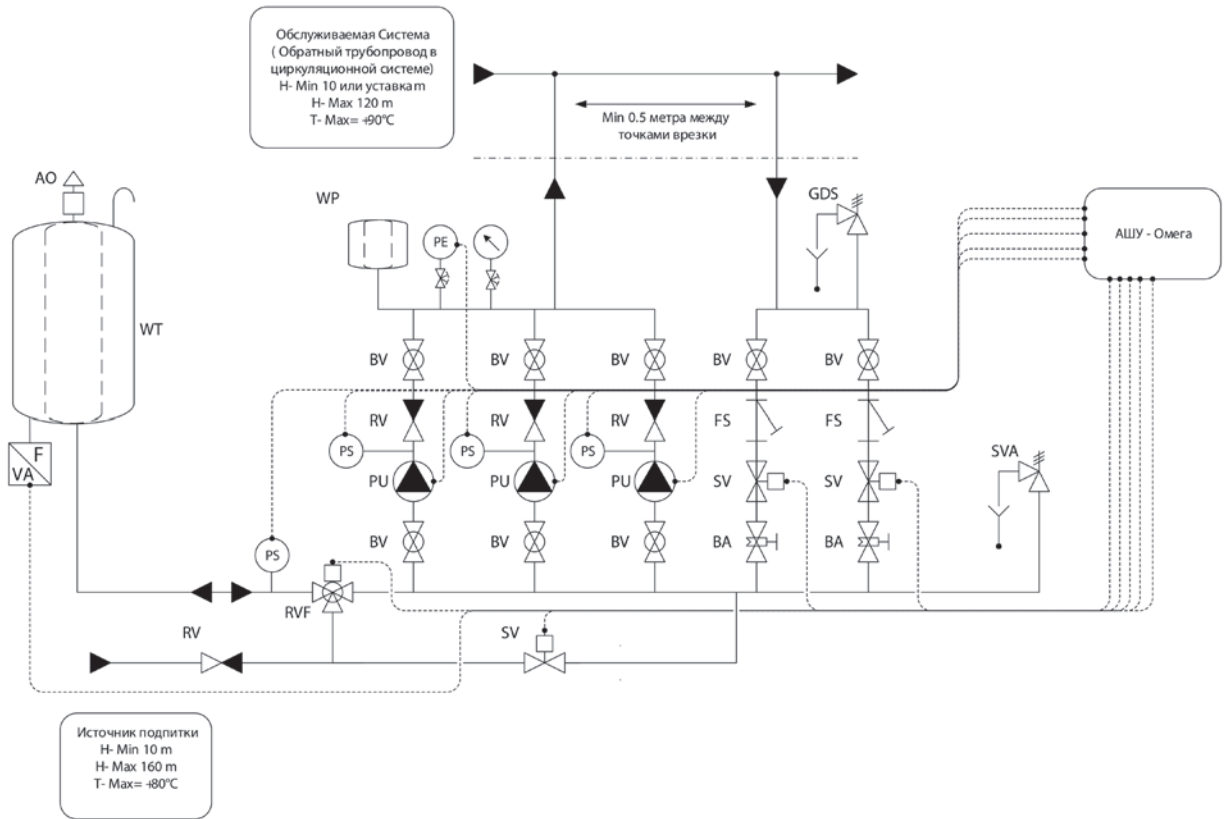 Обслуживаемая Система
( Обратный трубопровод в
циркуляционной системе)
H- Min 10 или уставка m
H- Max 120 m
T- Max= +90°C
Min 0.5 метра между
точками врезки
AO
WP
GDS
PE
АШУ - Омега
WT
BV
BV
BV
BV
BV
RV
RV
RV
FS
FS
PS
PS
PS
F
VA
PU
PU
PU
SV
SV
SVA
BV
BV
BV
BA
BA
PS
RVF
RV
SV
Источник подпитки
H- Min 10 m
H- Max 160 m
T- Max= +80°C